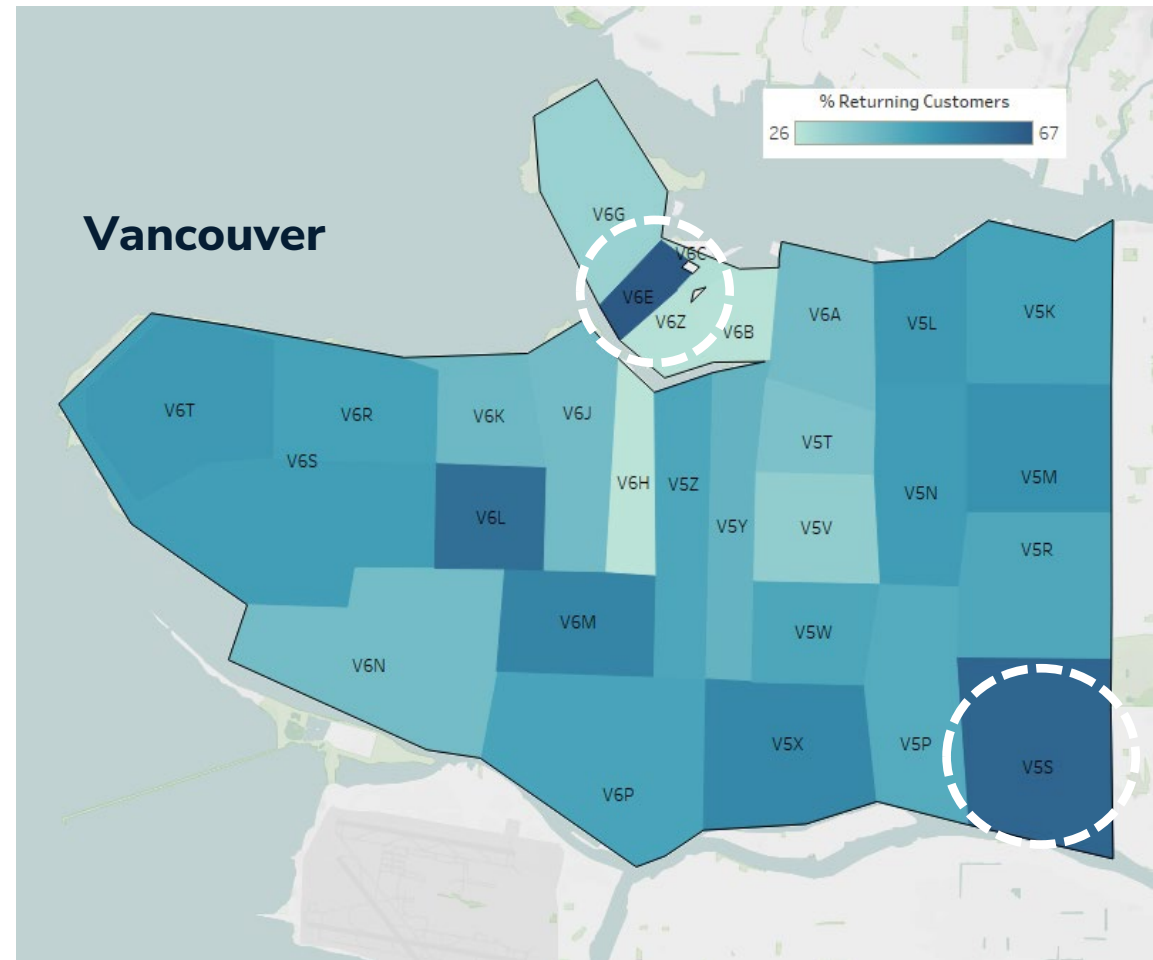 % Returning Customers
26 67
Vancouver
V6G
V6C
V6E
V6Z
V6B
V6A
V5L
V5K
V6T
V6R
V6K
V6J
V5T
V6S
V6H
V5Z
V5M
V5N
V6L
V5Y
V5V
V5R
V6M
V5W
V6N
V5X
V5P
V5S
V6P